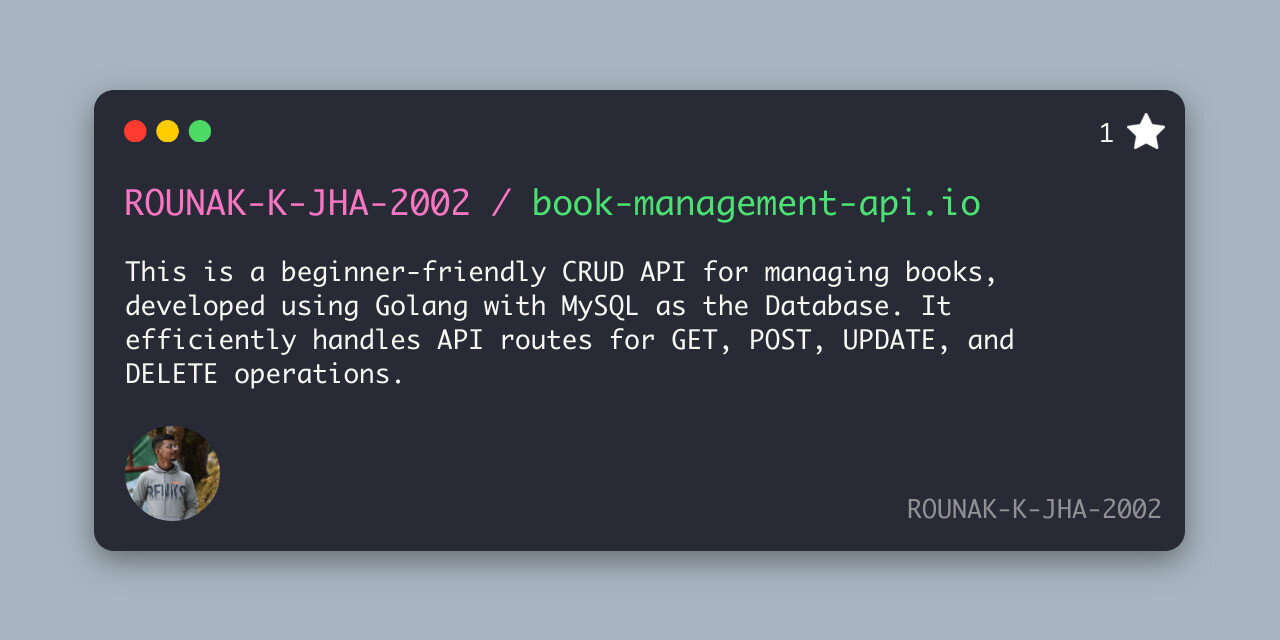 1
ROUNAK-K-JHA-2002 / book-management-api.io
This is a beginner-friendly CRUD API for managing books,
developed using Golang with MySQL as the Database. It
efficiently handles API routes for GET, POST, UPDATE, and
DELETE operations.
ROUNAK-K-JHA-2002